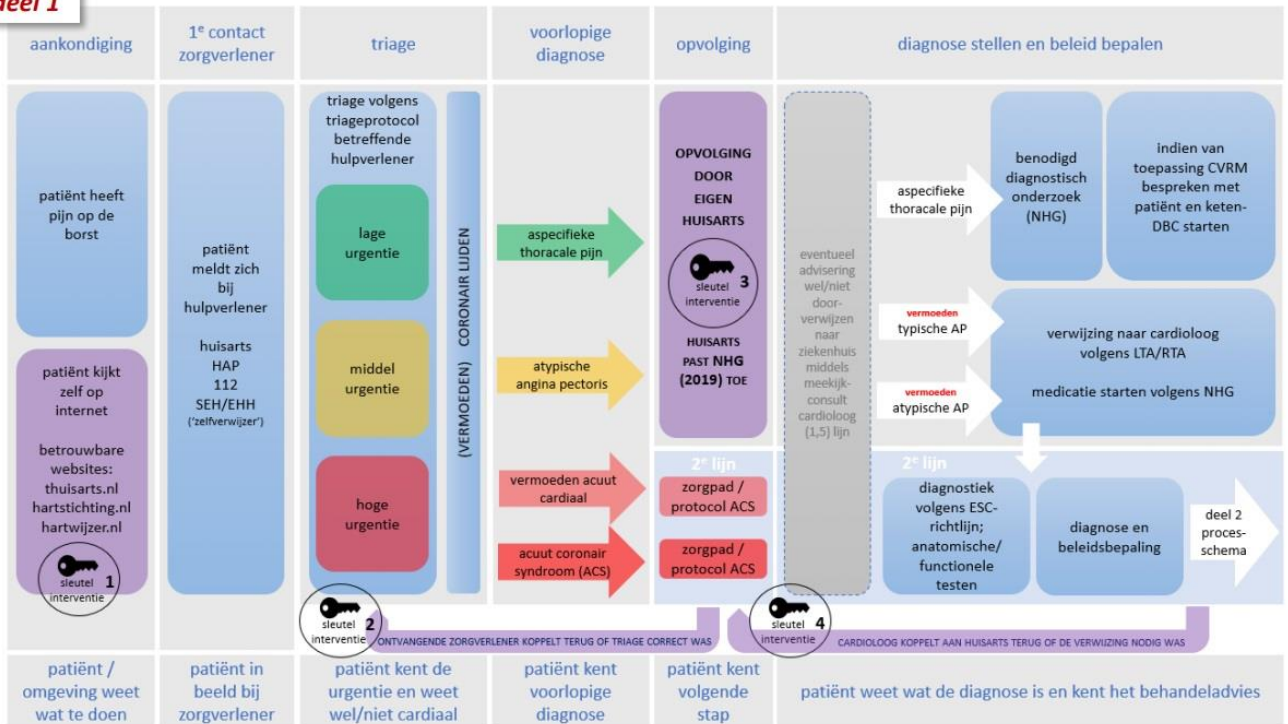 deel 1
aankondiging
1e contact
zorgverlener
triage
voorlopige
diagnose
opvolging
diagnose stellen en beleid bepalen
patiënt heeft
pijn op de
borst
patiënt kijkt
zelf op
internet
betrouwbare
websites:
thuisarts.nl
hartstichting.nl
hartwijzer.nl
sleutel 1
interventie
patiënt
meldt zich
bij
hulpverlener
huisarts
HAP
112
SEH/EHH
('zelfverwijzer')
triage volgens
triageprotocol
betreffende
hulpverlener
lage
urgentie
middel
urgentie
hoge
urgentie
(VERMOEDEN) CORONAIR LIJDEN
aspecifieke
thoracale pijn
atypische
angina pectoris
vermoeden acuut
cardiaal
acuut coronair
syndroom (ACS)
OPVOLGING
DOOR
EIGEN
HUISARTS
sleutel 3
interventie
HUISARTS
PAST NHG
(2019) TOE
2e lijn
zorgpad /
protocol ACS
zorgpad /
protocol ACS
eventueel
advisering
wel/niet
door-
verwijzen
naar
ziekenhuis
middels
meekijk-
consult
cardioloog
(1,5) lijn
aspecifieke
thoracale pijn
benodigd
diagnostisch
onderzoek
(NHG)
indien van
toepassing CVRM
bespreken met
patiënt en keten-
DBC starten
vermoeden
typische AP
vermoeden
atypische AP
verwijzing naar cardioloog
volgens LTA/RTA
medicatie starten volgens NHG
2e lijn
diagnostiek
volgens ESC-
richtlijn;
anatomische/
functionele
testen
diagnose en
beleidsbepaling
deel 2
proces-
schema
sleutel 2
interventie
ONTVANGENDE ZORGVERLENER KOPPELT TERUG OF TRIAGE CORRECT WAS
sleutel 4
interventie
CARDIOLOOG KOPPELT AAN HUISARTS TERUG OF DE VERWIJZING NODIG WAS
patiënt /
omgeving weet
wat te doen
patiënt in
beeld bij
zorgverlener
patiënt kent de
urgentie en weet
wel/niet cardiaal
patiënt kent
voorlopige
diagnose
patiënt kent
volgende
stap
patiënt weet wat de diagnose is en kent het behandeladvies